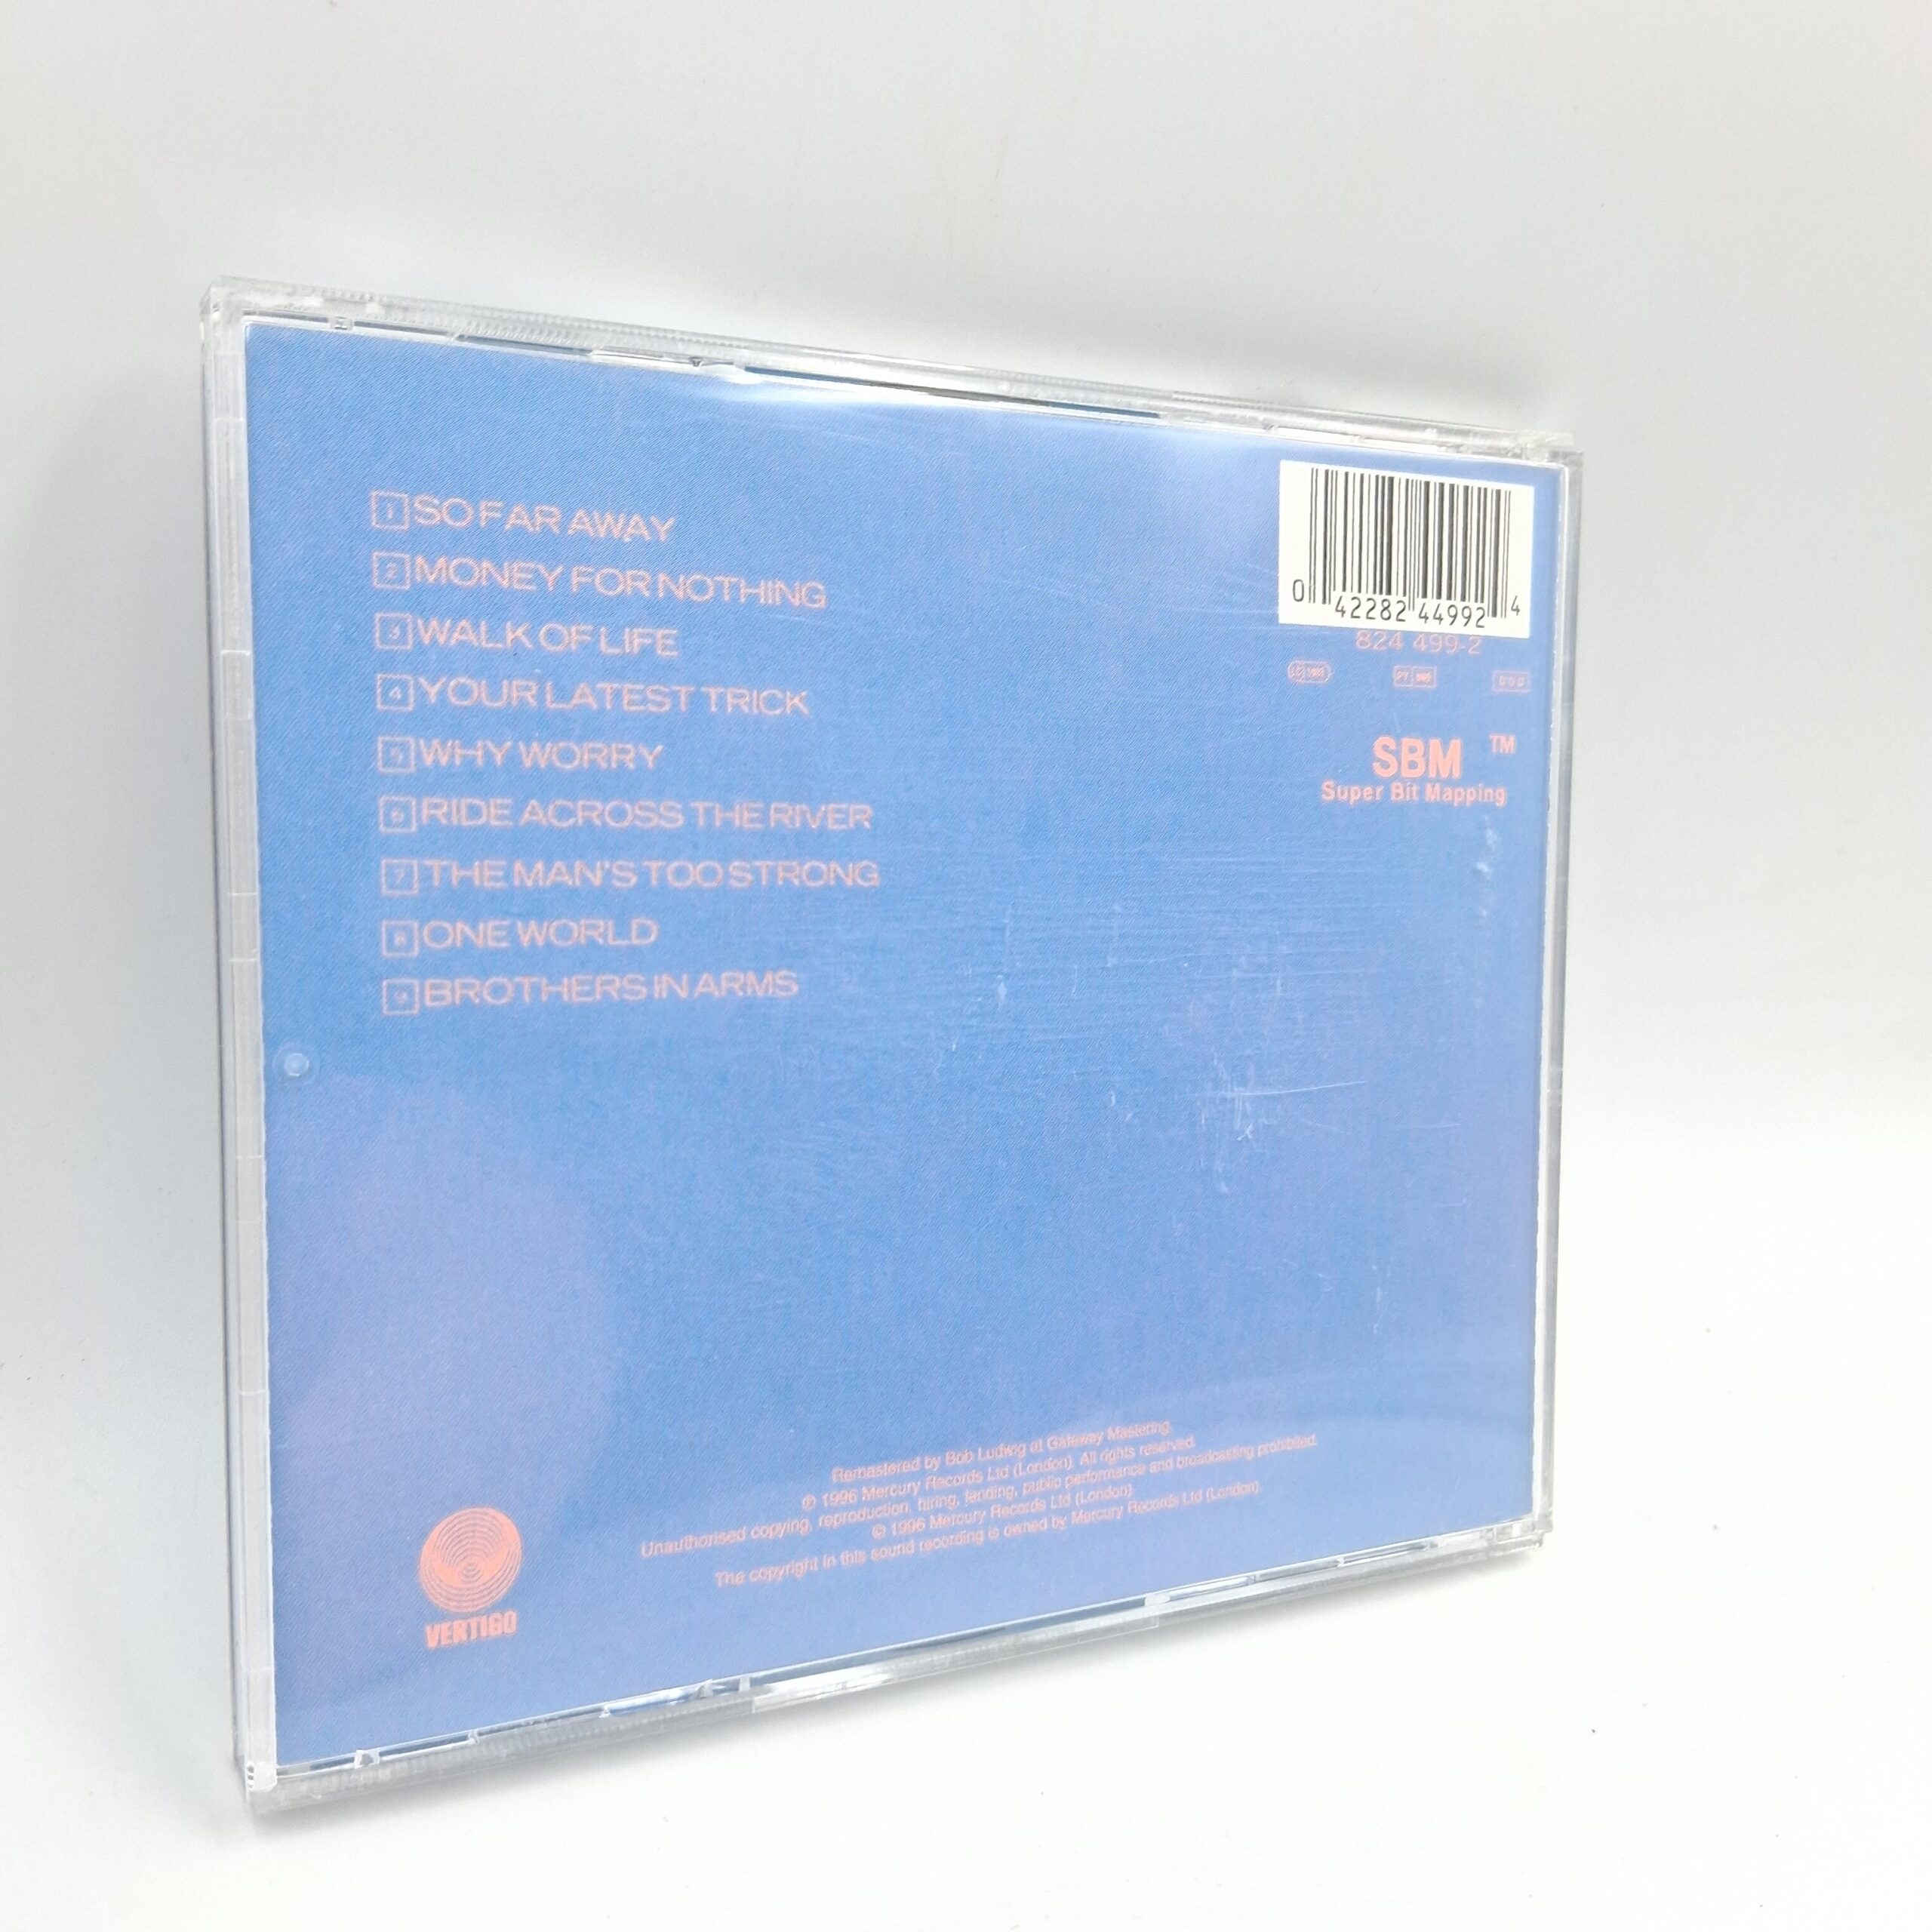 1 SO FAR AWAY
2 MONEY FOR NOTHING
3 WALK OF LIFE
4 YOUR LATEST TRICK
5 WHY WORRY
6 RIDE ACROSS THE RIVER
7 THE MAN'S TOO STRONG
8 ONE WORLD
9 BROTHERS IN ARMS
0 42282 44992 4
824 499-2
LC
PY
DDD
SBM TM
Super Bit Mapping
Remastered by Bob Ludwig at Gateway Mastering.
℗ 1996 Mercury Records Ltd (London). All rights reserved.
Unauthorised copying, reproduction, hiring, lending, public performance and broadcasting prohibited.
© 1996 Mercury Records Ltd (London).
The copyright in this sound recording is owned by Mercury Records Ltd (London).
VERTIGO